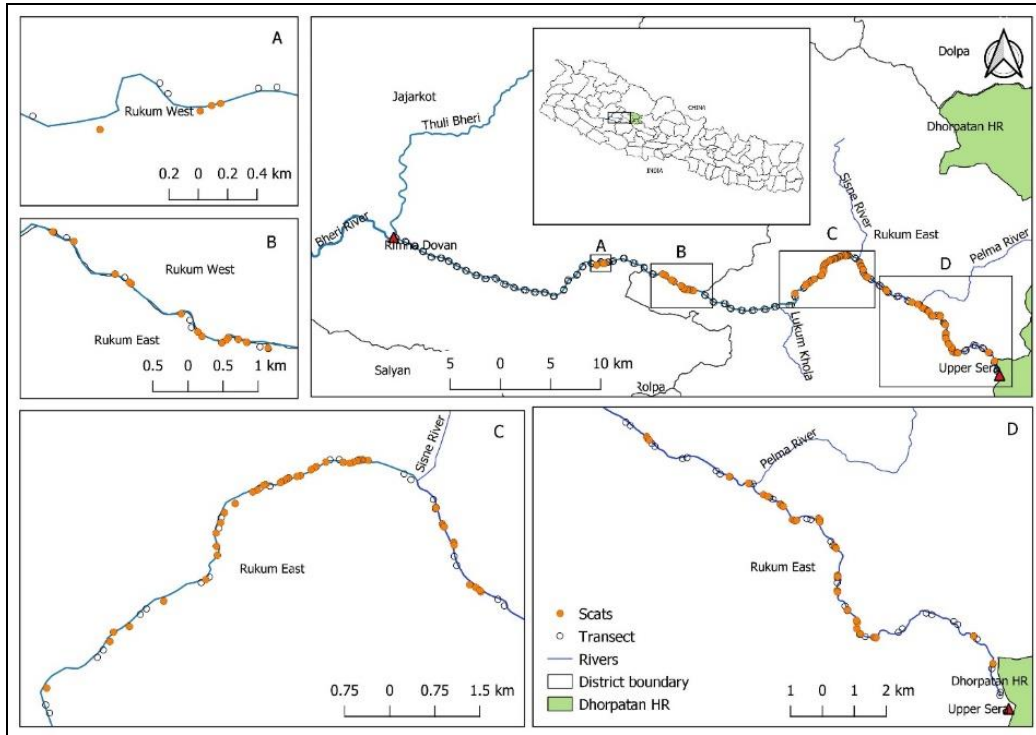 A
Rukum West
0.2 0 0.2 0.4 km
B
Rukum West
Rukum East
0.5 0 0.5 1 km
Dolpa
Jajarkot
Thuli Bheri
CHINA
INDIA
Dhorpatan HR
Sisne River
Rukum East
Bheri River
Rimna Dovan
A
B
C
D
Pelma River
Lukum Khola
Upper Sera
Salyan
5 0 5 10 km
Rolpa
C
Sisne River
Rukum East
0.75 0 0.75 1.5 km
D
Pelma River
Rukum East
Scats
Transect
Rivers
District boundary
Dhorpatan HR
1 0 1 2 km
Dhorpatan HR
Upper Sera